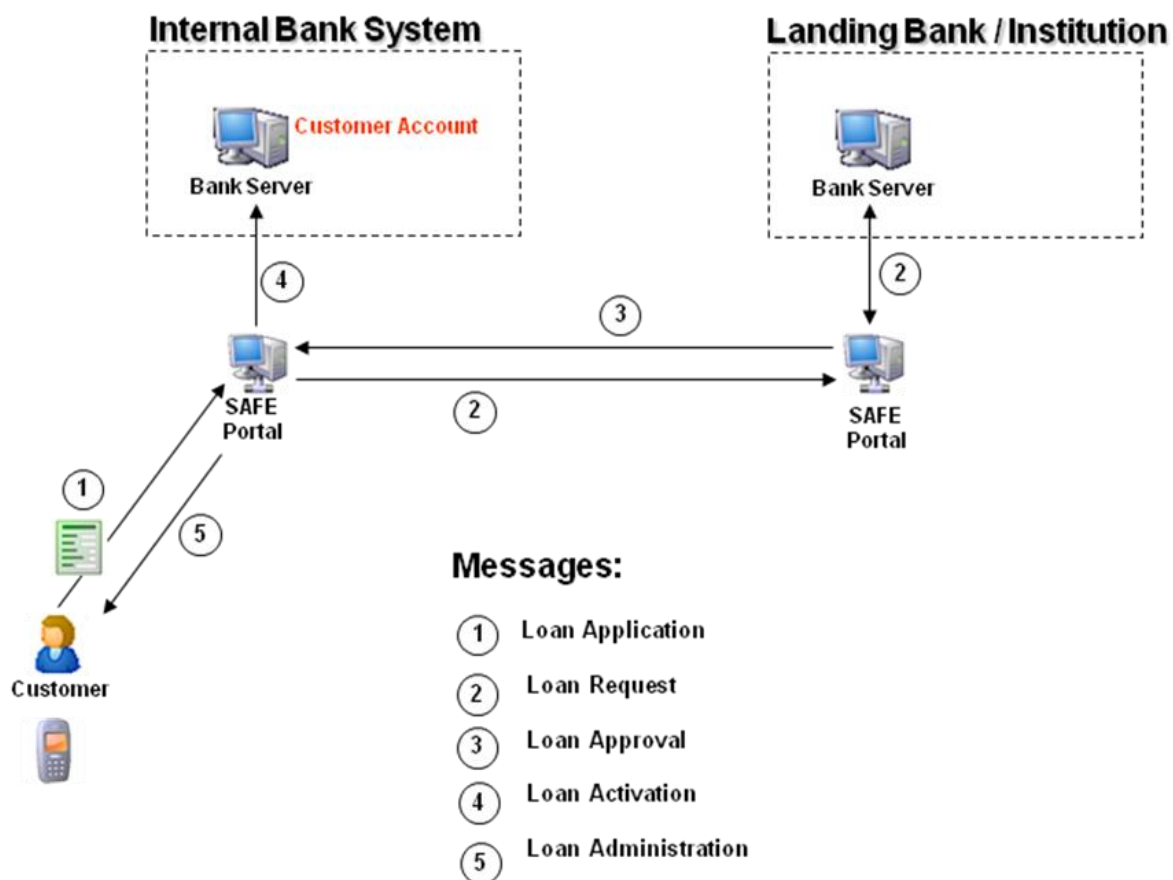 Internal Bank System
Landing Bank / Institution
Customer Account
Bank Server
Bank Server
4
2
3
SAFE
Portal
2
SAFE
Portal
1
5
Customer
Messages:
1 Loan Application
2 Loan Request
3 Loan Approval
4 Loan Activation
5 Loan Administration